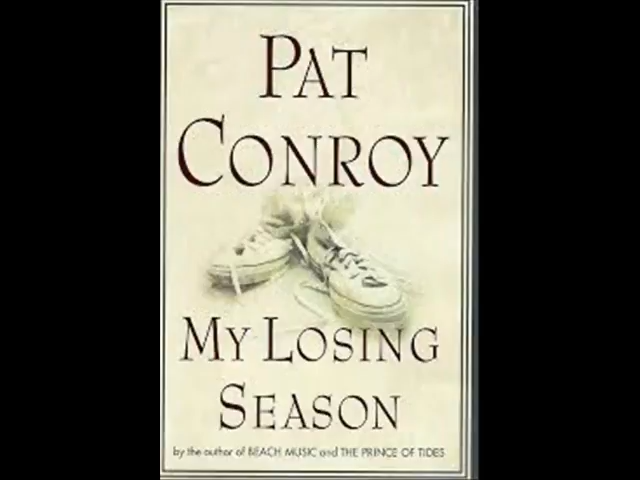 PAT
CONROY
MY LOSING
SEASON
by the author of BEACH MUSIC and THE PRINCE OF TIDES